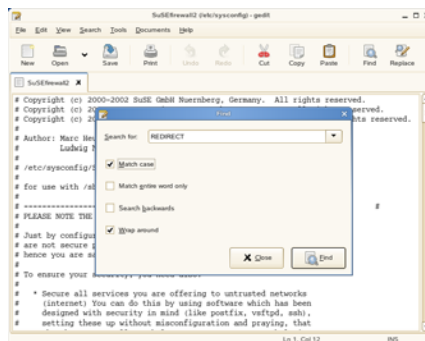 SuSEfirewall2 (/etc/sysconfig) - gedit
File Edit View Search Tools Documents Help
New Open Save Print Undo Redo Cut Copy Paste Find Replace
SuSEfirewall2
# Copyright (c) 2000-2002 SuSE GmbH Nuernberg, Germany. All rights reserved.
# Copyright (c) 20
# Copyright (c) 20 hts reserved.
#
# Author: Marc Heu
# Ludwig N
#
# /etc/sysconfig/S
#
# for use with /sb
#
# PLEASE NOTE THE
#
# Just by configur
# are not secure p
# hence you are sa
#
# To ensure your
#
# * Secure all services you are offering to untrusted networks
# (internet) You can do this by using software which has been
# designed with security in mind (like postfix, vsftpd, ssh),
# setting these up without misconfiguration and praying, that
Find
Search for: REDIRECT
Match case
Match entire word only
Search backwards
Wrap around
Close Find
Ln 1, Col 12 INS